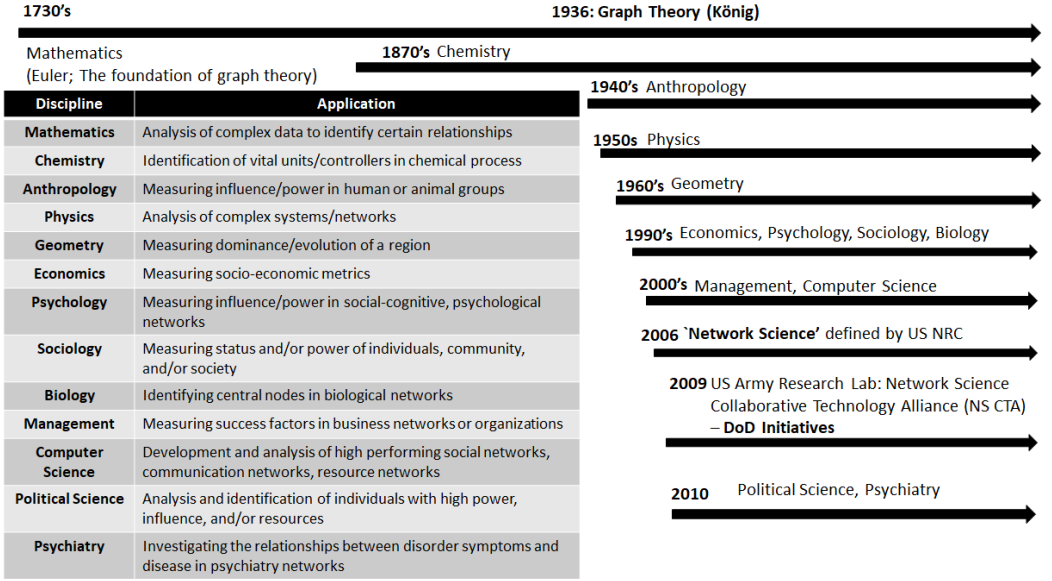 1730's
1936: Graph Theory (König)
Mathematics
(Euler; The foundation of graph theory)
1870's Chemistry
1940's Anthropology
1950s Physics
1960's Geometry
1990's Economics, Psychology, Sociology, Biology
2000's Management, Computer Science
2006 `Network Science' defined by US NRC
2009 US Army Research Lab: Network Science
Collaborative Technology Alliance (NS CTA)
– DoD Initiatives
2010 Political Science, Psychiatry
Discipline Application
Mathematics Analysis of complex data to identify certain relationships
Chemistry Identification of vital units/controllers in chemical process
Anthropology Measuring influence/power in human or animal groups
Physics Analysis of complex systems/networks
Geometry Measuring dominance/evolution of a region
Economics Measuring socio-economic metrics
Psychology Measuring influence/power in social-cognitive, psychological
networks
Sociology Measuring status and/or power of individuals, community,
and/or society
Biology Identifying central nodes in biological networks
Management Measuring success factors in business networks or organizations
Computer Development and analysis of high performing social networks,
Science communication networks, resource networks
Political Science Analysis and identification of individuals with high power,
influence, and/or resources
Psychiatry Investigating the relationships between disorder symptoms and
disease in psychiatry networks